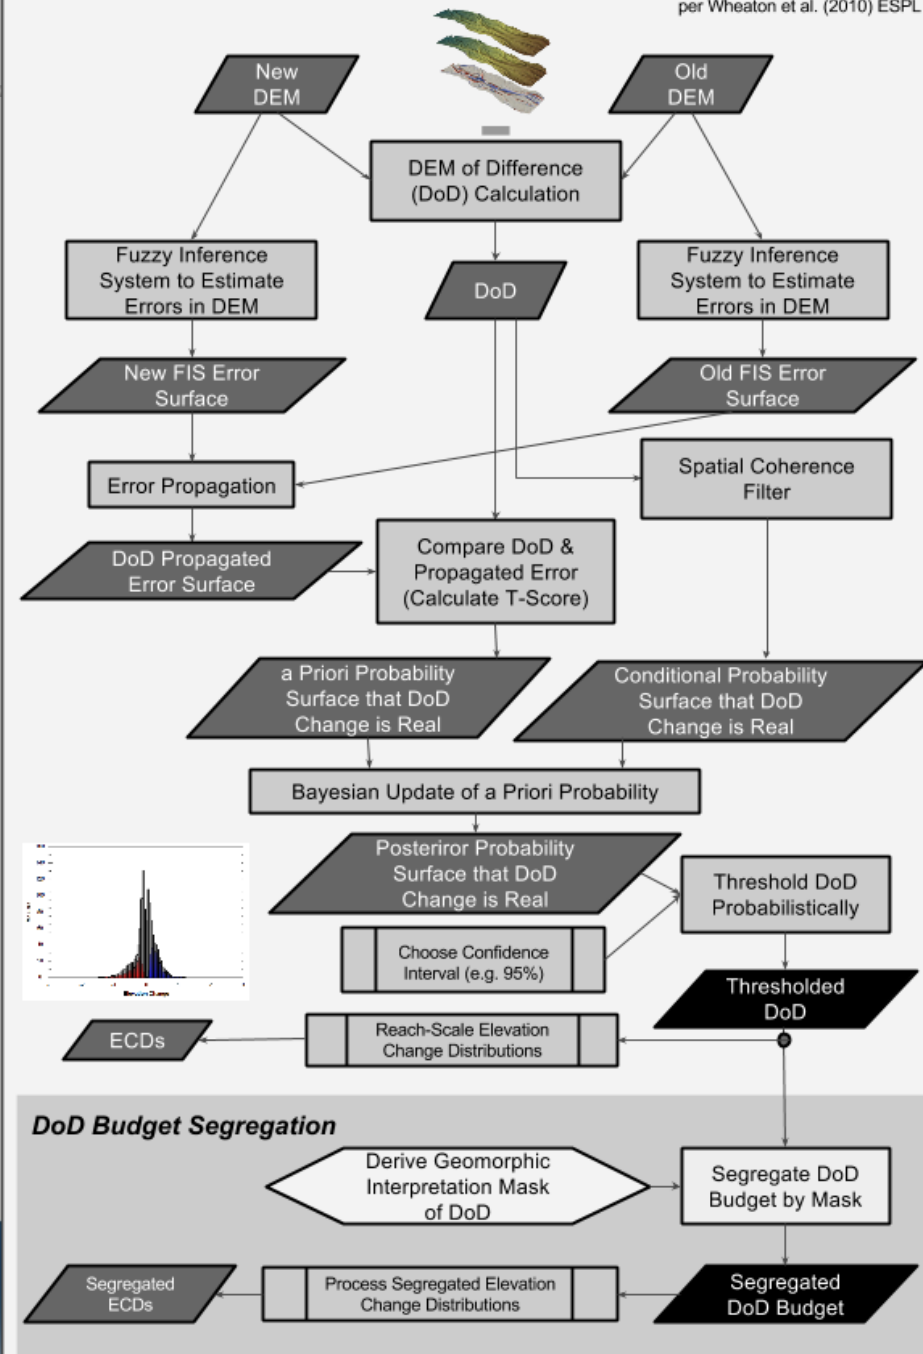 per Wheaton et al. (2010) ESPL
New
DEM
Old
DEM
DEM of Difference
(DoD) Calculation
Fuzzy Inference
System to Estimate
Errors in DEM
DoD
Fuzzy Inference
System to Estimate
Errors in DEM
New FIS Error
Surface
Old FIS Error
Surface
Error Propagation
Spatial Coherence
Filter
DoD Propagated
Error Surface
Compare DoD &
Propagated Error
(Calculate T-Score)
a Priori Probability
Surface that DoD
Change is Real
Conditional Probability
Surface that DoD
Change is Real
Bayesian Update of a Priori Probability
Posteriror Probability
Surface that DoD
Change is Real
Threshold DoD
Probabilistically
Choose Confidence
Interval (e.g. 95%)
Thresholded
DoD
ECDs
Reach-Scale Elevation
Change Distributions
DoD Budget Segregation
Derive Geomorphic
Interpretation Mask
of DoD
Segregate DoD
Budget by Mask
Segregated
ECDs
Process Segregated Elevation
Change Distributions
Segregated
DoD Budget